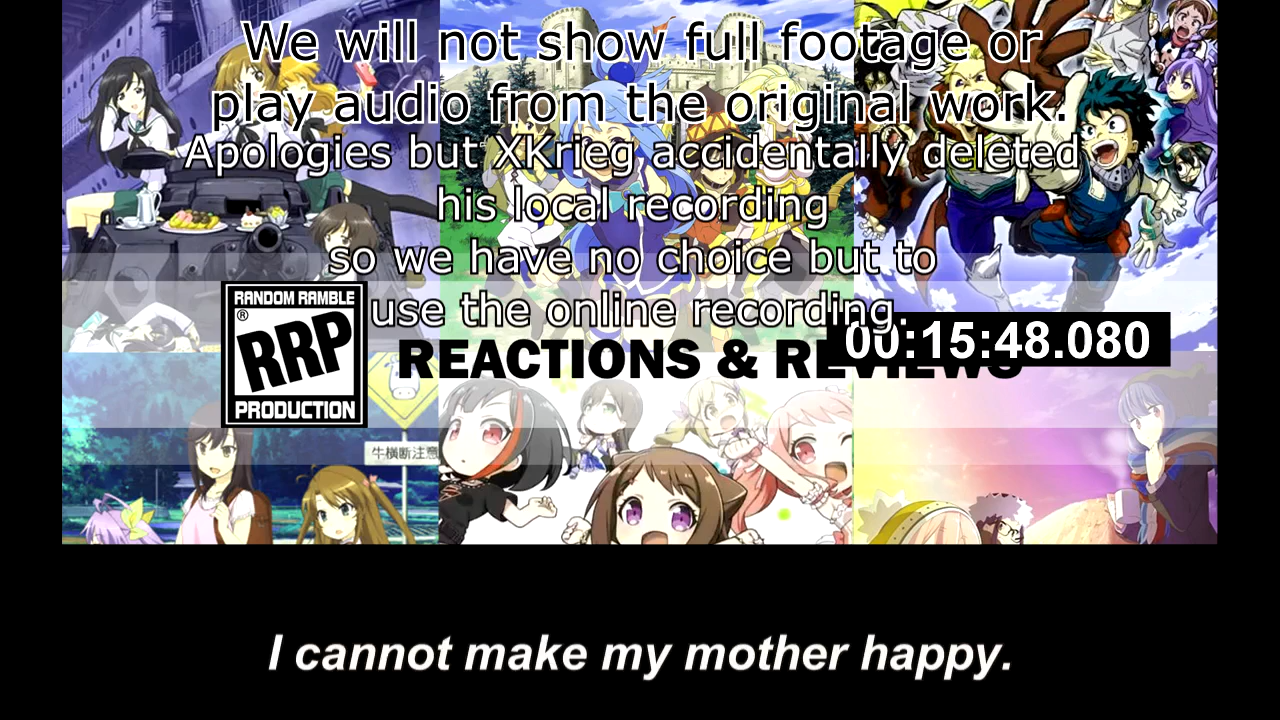 We will not show full footage or
play audio from the original work.
Apologies but XKrieg accidentally deleted
his local recording
so we have no choice but to
use the online recording.
RANDOM RAMBLE
®
RRP
PRODUCTION
REACTIONS & REVIEWS
00:15:48.080
牛横断注意
I cannot make my mother happy.